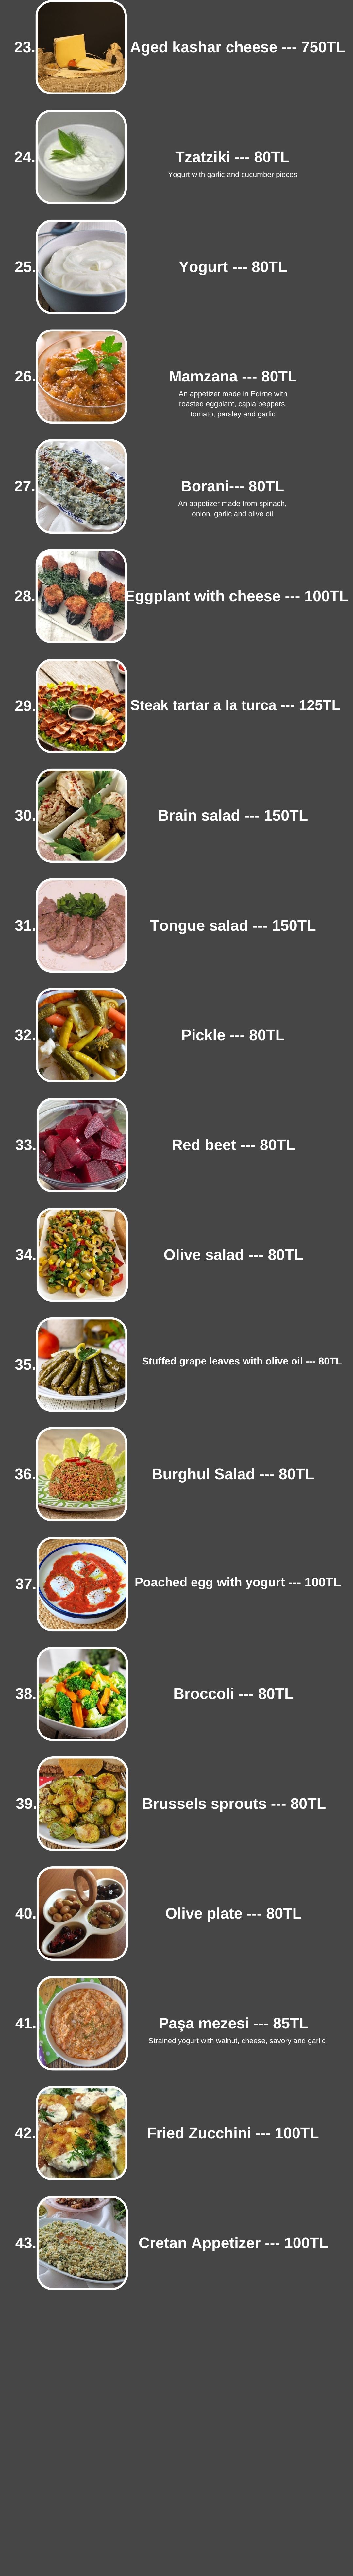 23. Aged kashar cheese --- 750TL
24. Tzatziki --- 80TL
Yogurt with garlic and cucumber pieces
25. Yogurt --- 80TL
26. Mamzana --- 80TL
An appetizer made in Edirne with
roasted eggplant, capia peppers,
tomato, parsley and garlic
27. Borani--- 80TL
An appetizer made from spinach,
onion, garlic and olive oil
28. Eggplant with cheese --- 100TL
29. Steak tartar a la turca --- 125TL
30. Brain salad --- 150TL
31. Tongue salad --- 150TL
32. Pickle --- 80TL
33. Red beet --- 80TL
34. Olive salad --- 80TL
35. Stuffed grape leaves with olive oil --- 80TL
36. Burghul Salad --- 80TL
37. Poached egg with yogurt --- 100TL
38. Broccoli --- 80TL
39. Brussels sprouts --- 80TL
40. Olive plate --- 80TL
41. Paşa mezesi --- 85TL
Strained yogurt with walnut, cheese, savory and garlic
42. Fried Zucchini --- 100TL
43. Cretan Appetizer --- 100TL